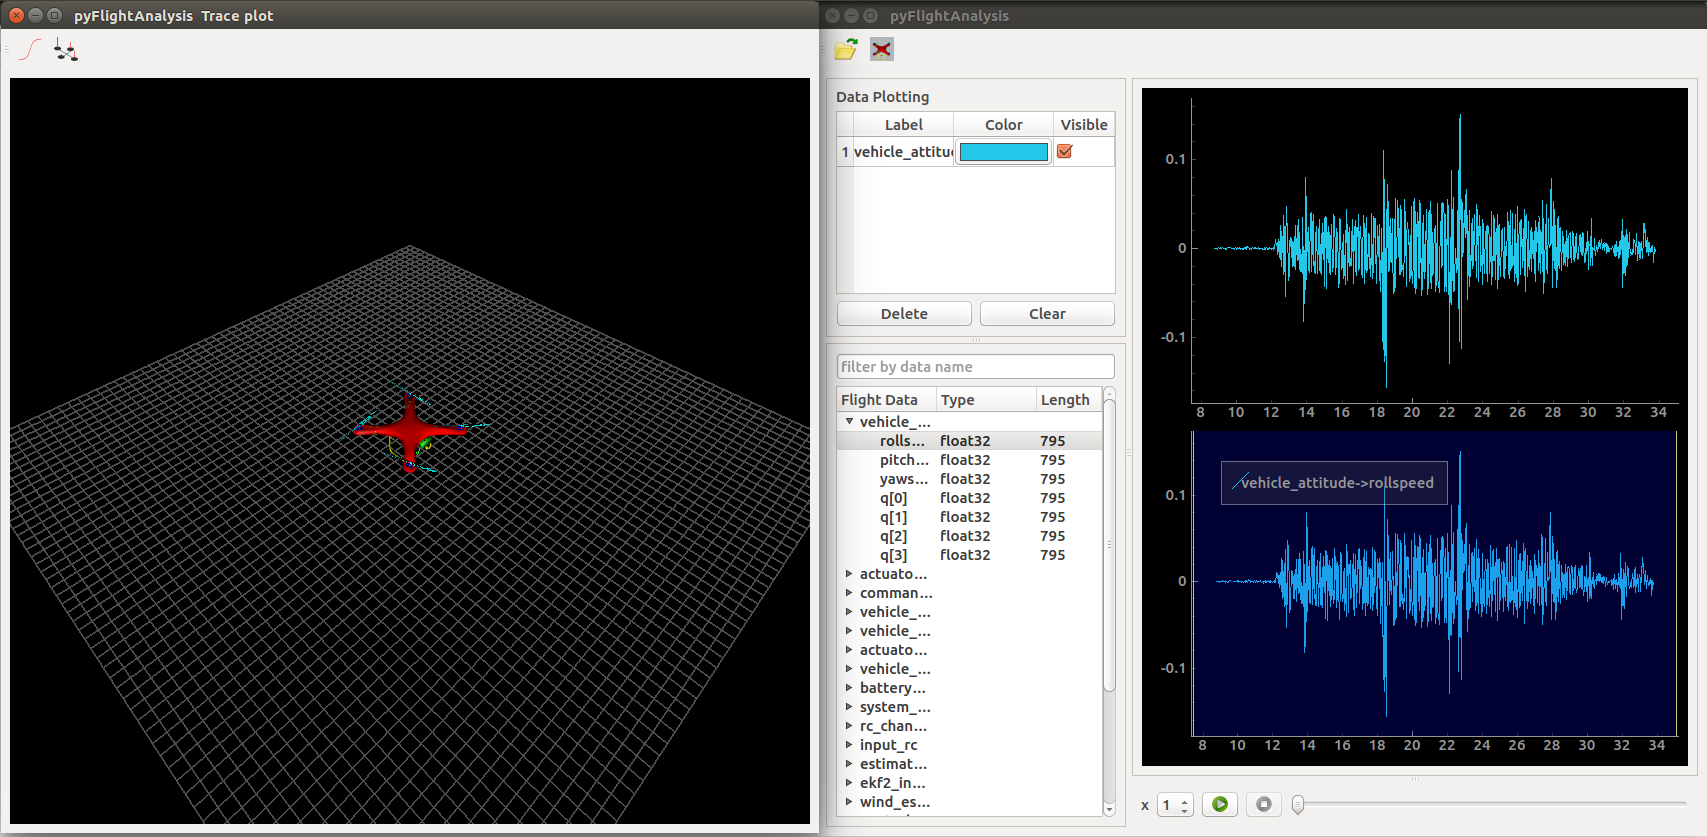 pyFlightAnalysis Trace plot
pyFlightAnalysis
Data Plotting
Label Color Visible
1 vehicle_attitu
Delete Clear
filter by data name
Flight Data Type Length
vehicle_...
rolls... float32 795
pitch... float32 795
yaws... float32 795
q[0] float32 795
q[1] float32 795
q[2] float32 795
q[3] float32 795
actuato...
comman...
vehicle_...
vehicle_...
actuato...
vehicle_...
battery...
system_...
rc_chan...
input_rc
estimat...
ekf2_in...
wind_es...
0.1
0
-0.1
8 10 12 14 16 18 20 22 24 26 28 30 32 34
vehicle_attitude->rollspeed
0.1
0
-0.1
8 10 12 14 16 18 20 22 24 26 28 30 32 34
x 1